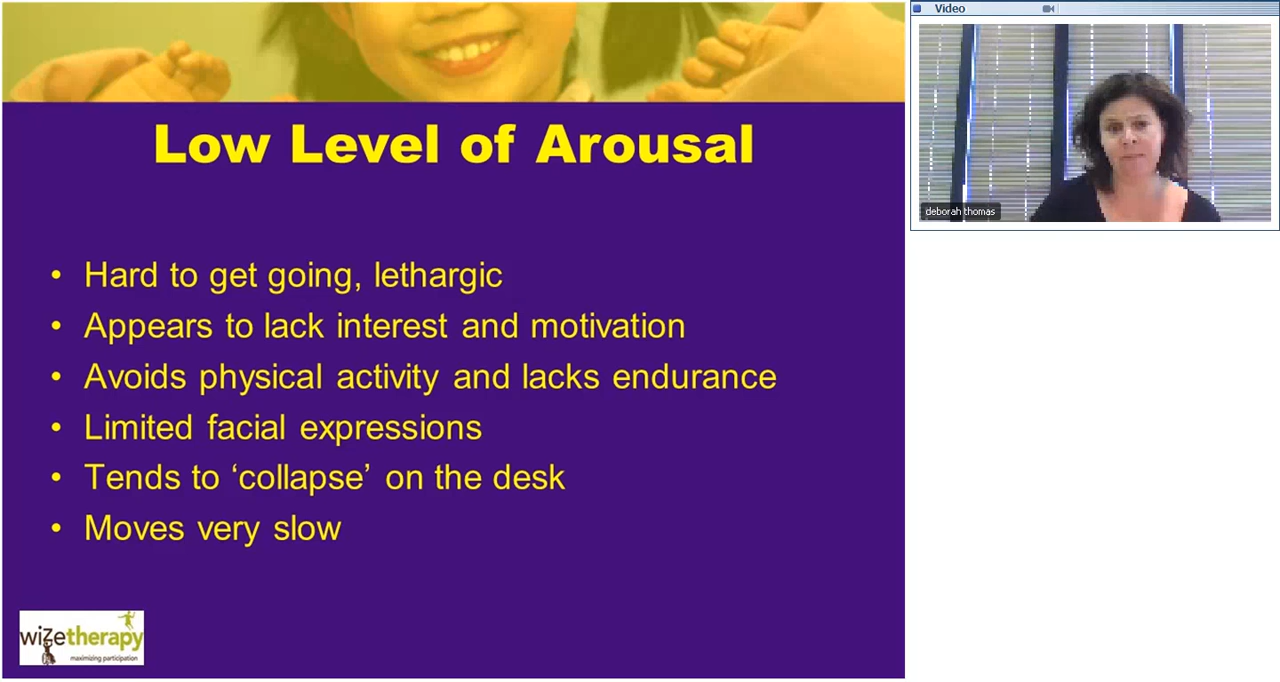 Low Level of Arousal
• Hard to get going, lethargic
• Appears to lack interest and motivation
• Avoids physical activity and lacks endurance
• Limited facial expressions
• Tends to ‘collapse’ on the desk
• Moves very slow
wizetherapy
maximizing participation
Video
deborah thomas